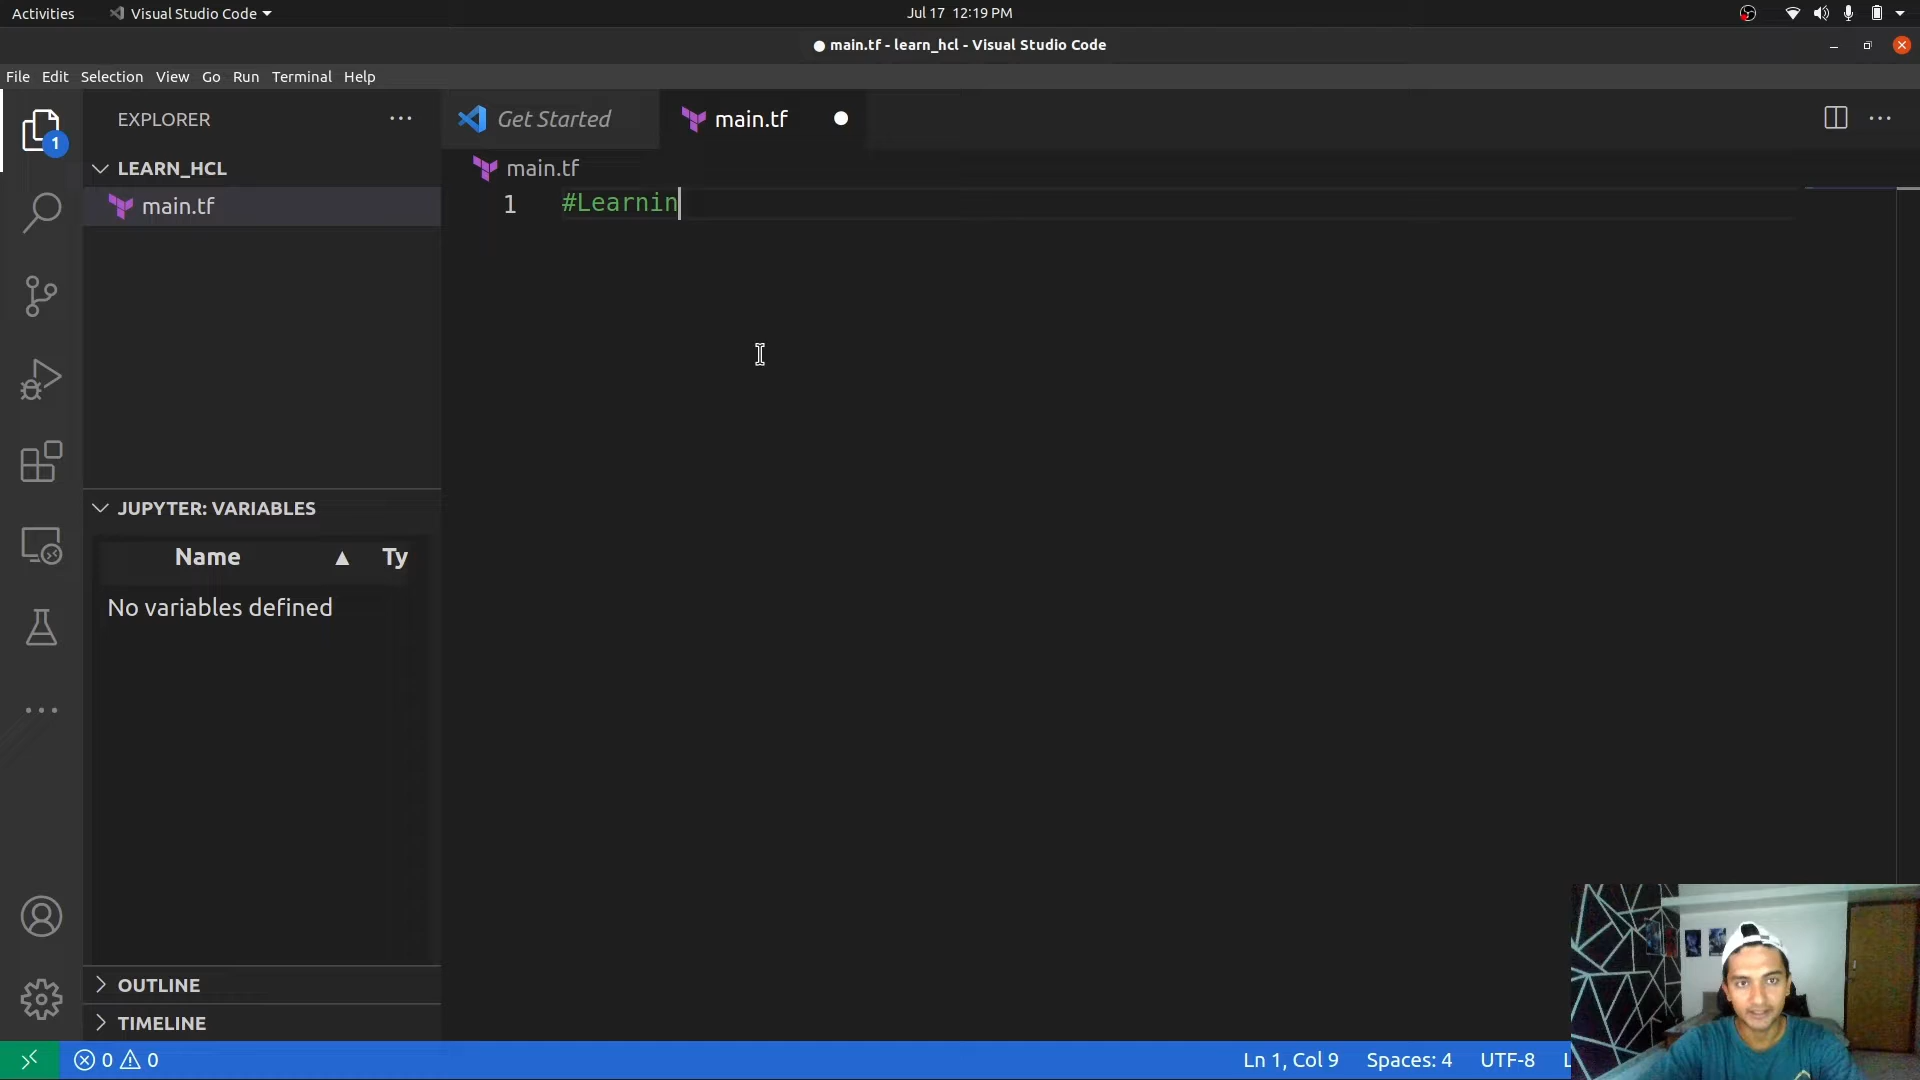 Activities
Visual Studio Code
Jul 17 12:19 PM
● main.tf - learn_hcl - Visual Studio Code
File Edit Selection View Go Run Terminal Help
EXPLORER
Get Started
main.tf
1
LEARN_HCL
main.tf
main.tf
1 #Learnin
JUPYTER: VARIABLES
Name ▲ Ty
No variables defined
OUTLINE
TIMELINE
0 0
Ln 1, Col 9 Spaces: 4 UTF-8